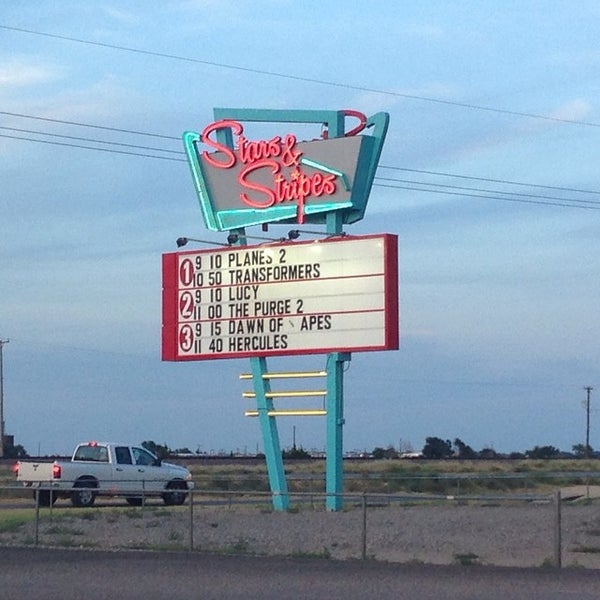 Stars &
Stripes
1 9 10 PLANES 2
10 50 TRANSFORMERS
2 9 10 LUCY
11 00 THE PURGE 2
3 9 15 DAWN OF APES
11 40 HERCULES